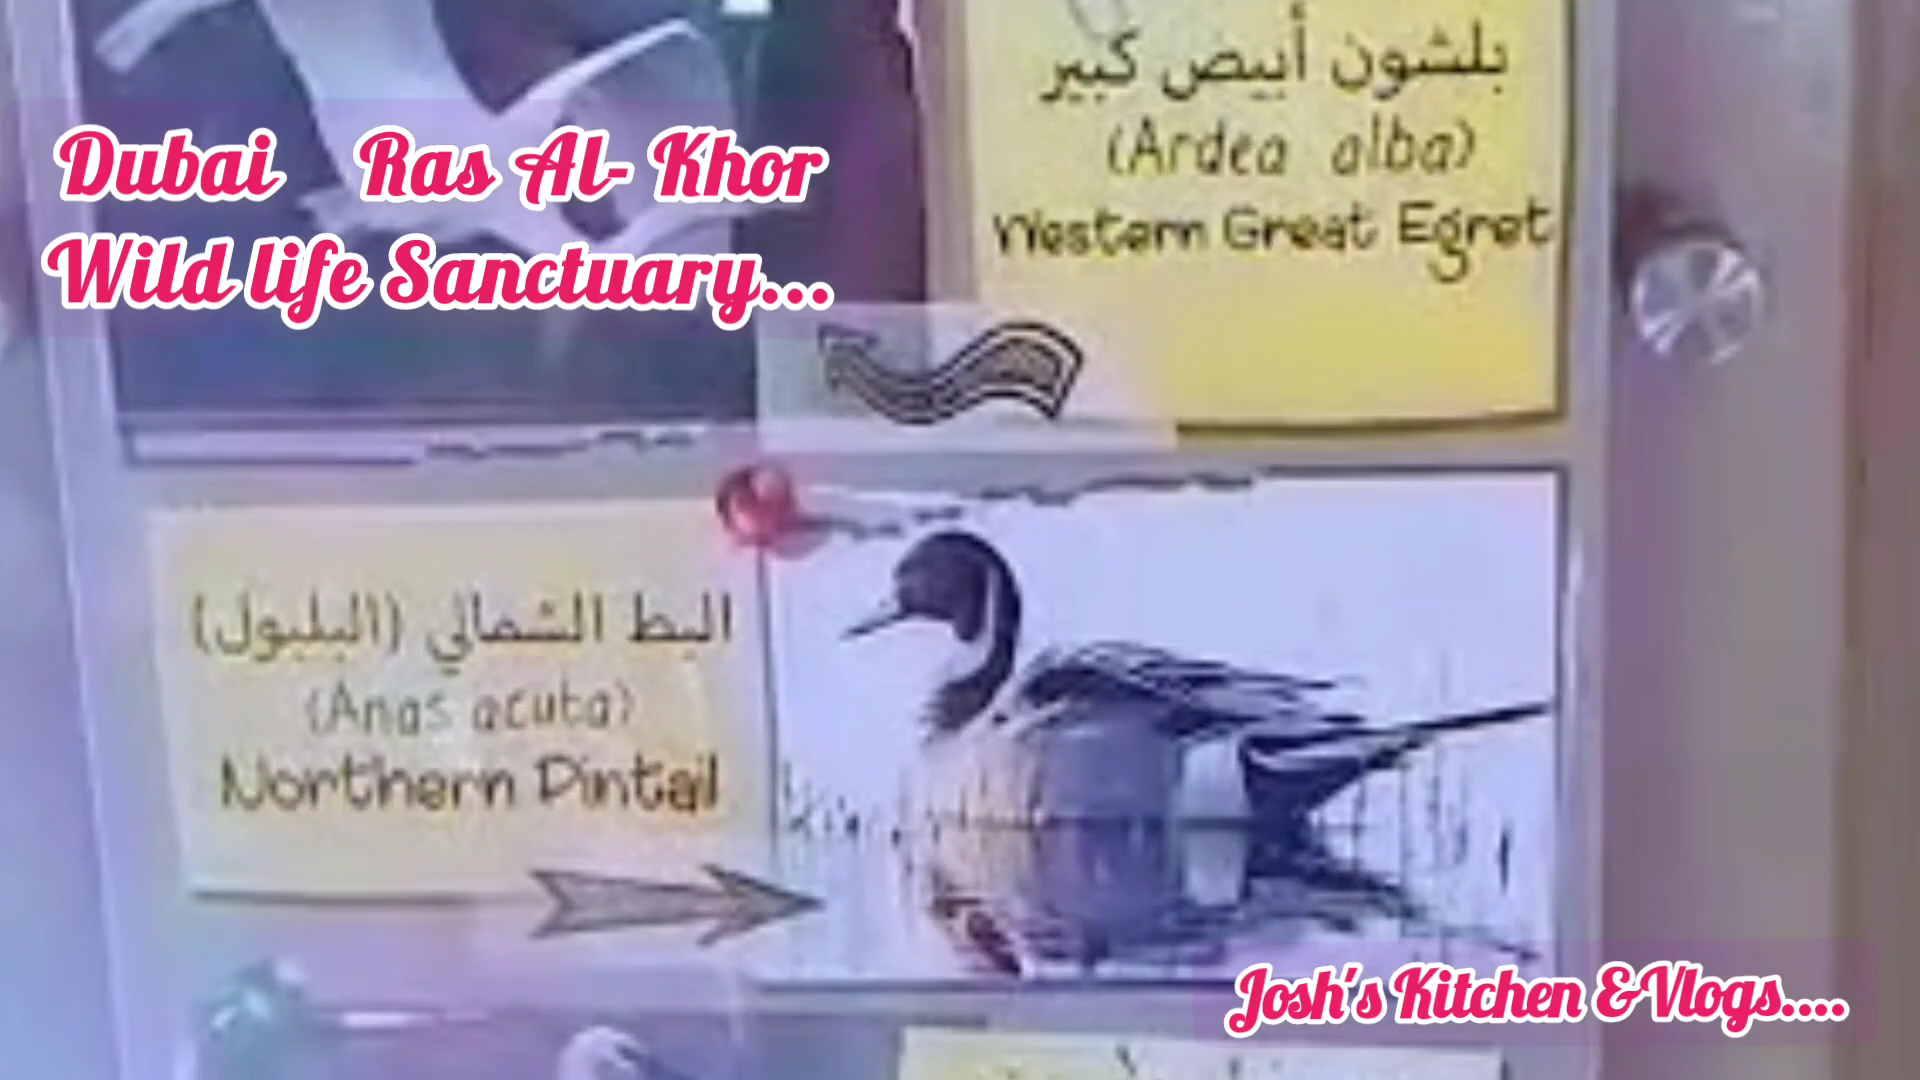 Dubai Ras Al- Khor
Wild life Sanctuary...
بلشون أبيض كبير
(Ardea alba)
Western Great Egret
البط الشمالي (البلبول)
(Anas acuta)
Northern Pintail
Josh's Kitchen &Vlogs....